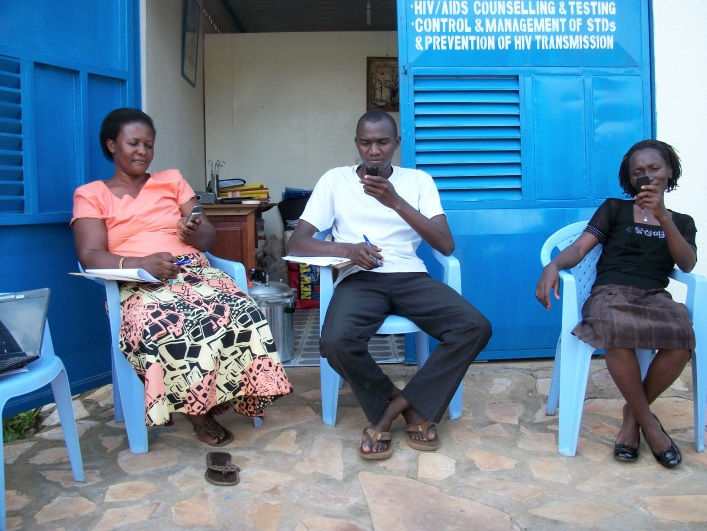 ·HIV/AIDS COUNSELLING & TESTING
·CONTROL & MANAGEMENT OF STDs
& PREVENTION OF HIV TRANSMISSION